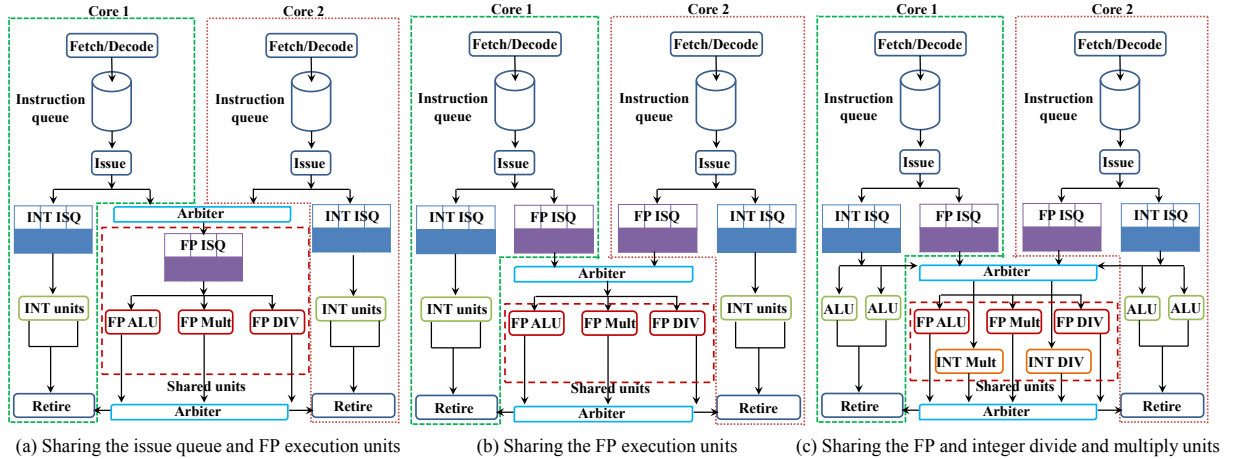 Core 1
Core 2
Fetch/Decode
Fetch/Decode
Instruction
queue
Instruction
queue
Issue
Issue
INT ISQ
Arbiter
INT ISQ
FP ISQ
INT units
INT units
FP ALU
FP Mult
FP DIV
Shared units
Retire
Arbiter
Retire
(a) Sharing the issue queue and FP execution units
Core 1
Core 2
Fetch/Decode
Fetch/Decode
Instruction
queue
Instruction
queue
Issue
Issue
INT ISQ
FP ISQ
FP ISQ
INT ISQ
Arbiter
INT units
INT units
FP ALU
FP Mult
FP DIV
Shared units
Retire
Arbiter
Retire
(b) Sharing the FP execution units
Core 1
Core 2
Fetch/Decode
Fetch/Decode
Instruction
queue
Instruction
queue
Issue
Issue
INT ISQ
FP ISQ
FP ISQ
INT ISQ
Arbiter
ALU
ALU
ALU
ALU
FP ALU
FP Mult
FP DIV
INT Mult
INT DIV
Shared units
Retire
Arbiter
Retire
(c) Sharing the FP and integer divide and multiply units